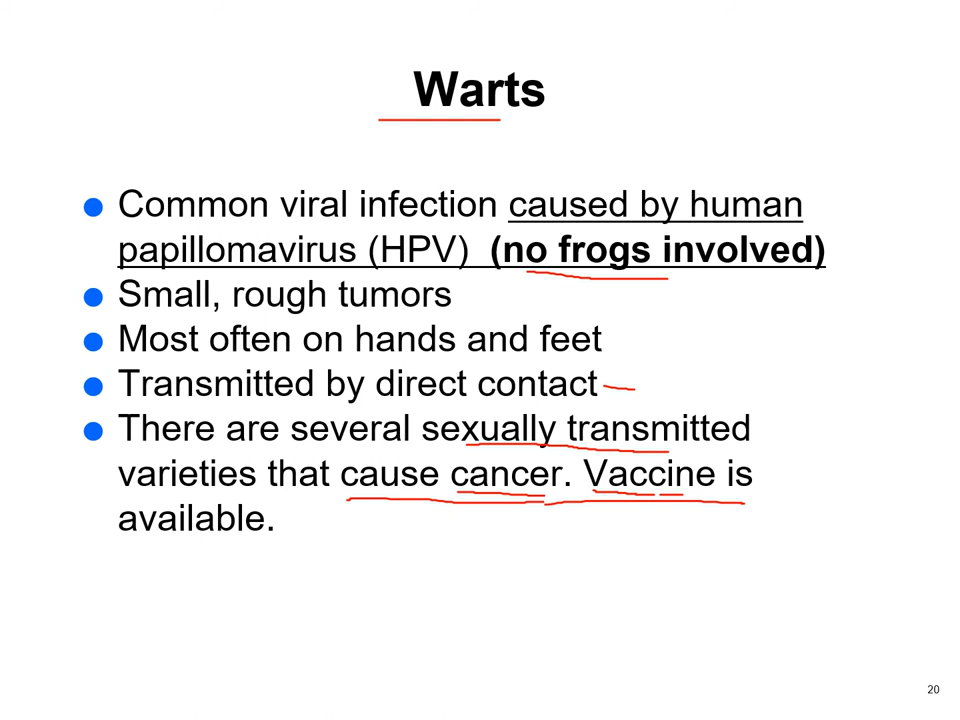 Warts
● Common viral infection caused by human
papillomavirus (HPV) (no frogs involved)
● Small, rough tumors
● Most often on hands and feet
● Transmitted by direct contact
● There are several sexually transmitted
varieties that cause cancer. Vaccine is
available.
20